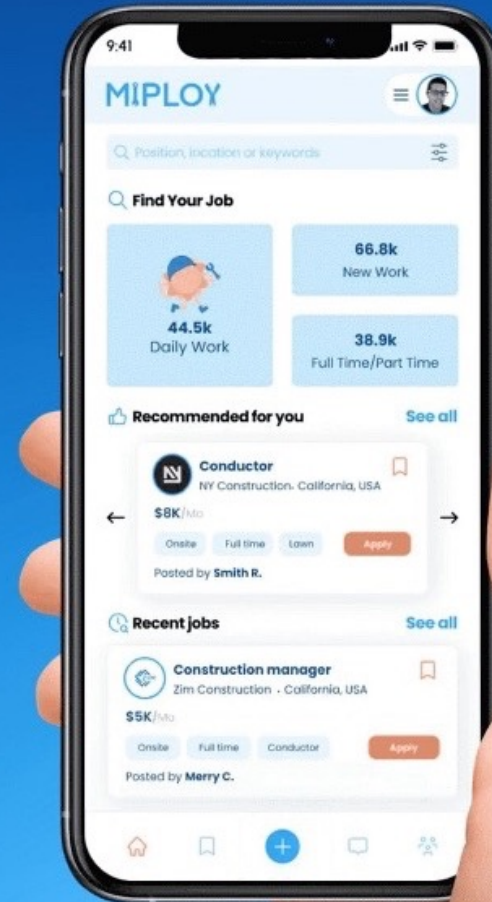 9:41
MIPLOY
Position, location or keywords
Find Your Job
44.5k
Daily Work
66.8k
New Work
38.9k
Full Time/Part Time
Recommended for you See all
N
Conductor
NY Construction. California, USA
$8K/Mo
Onsite Full time Lawn Apply
Posted by Smith R.
Recent jobs See all
Construction manager
Zim Construction . California, USA
$5K/Mo
Onsite Full time Conductor Apply
Posted by Merry C.